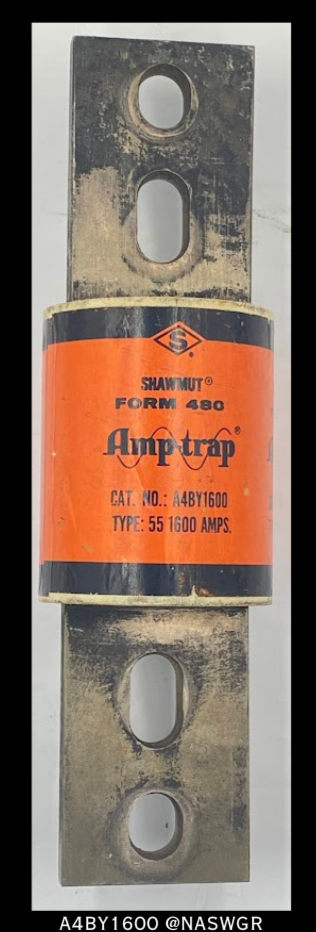 S
SHAWMUT®
FORM 480
Amp-trap®
CAT. NO.: A4BY1600
TYPE: 55 1600 AMPS.
A4BY1600 @NASWGR